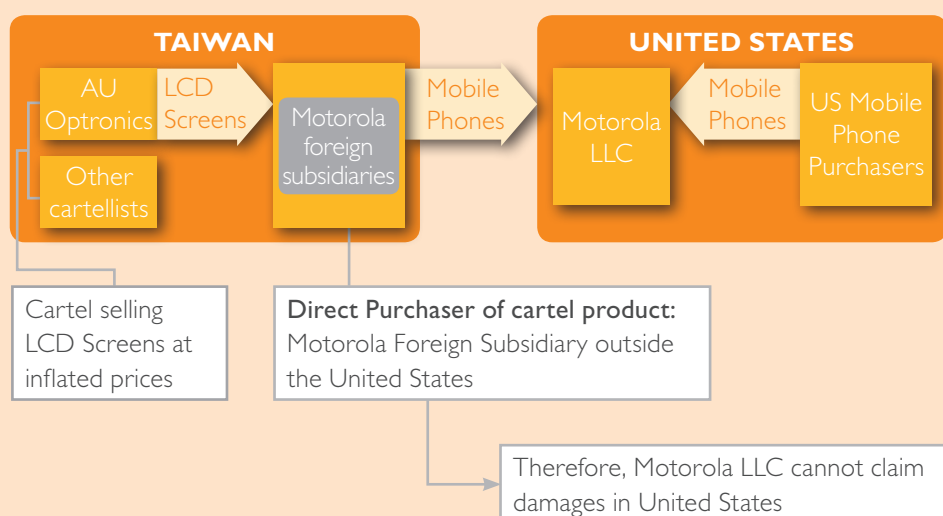 TAIWAN
AU
Optronics
LCD
Screens
Motorola
foreign
subsidiaries
Other
cartellists
Mobile
Phones
UNITED STATES
Motorola
LLC
Mobile
Phones
US Mobile
Phone
Purchasers
Cartel selling
LCD Screens at
inflated prices
Direct Purchaser of cartel product:
Motorola Foreign Subsidiary outside
the United States
Therefore, Motorola LLC cannot claim
damages in United States